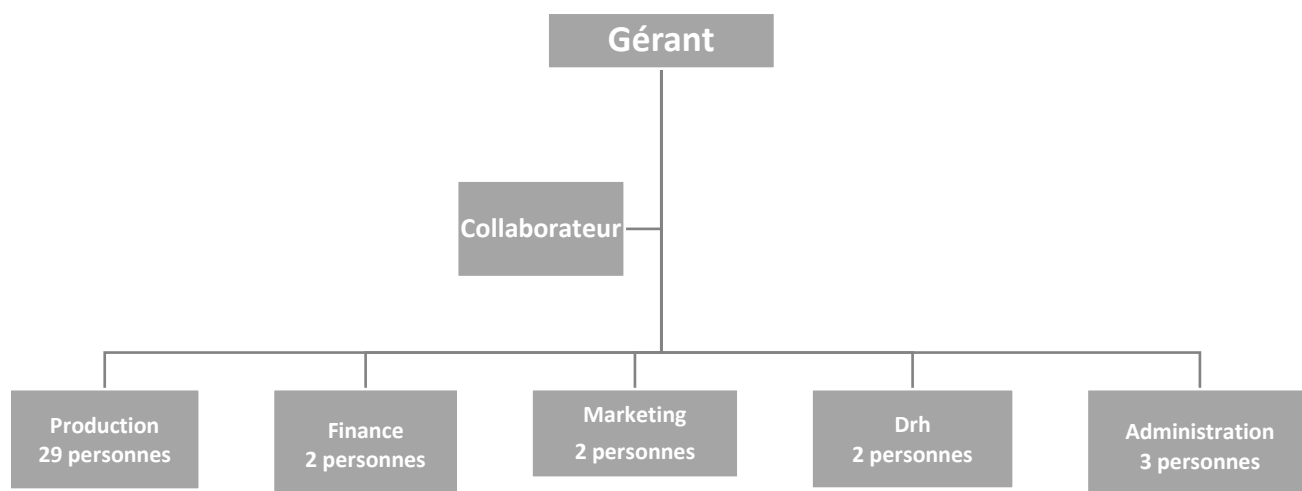 Gérant
Collaborateur
Production
29 personnes
Finance
2 personnes
Marketing
2 personnes
Drh
2 personnes
Administration
3 personnes